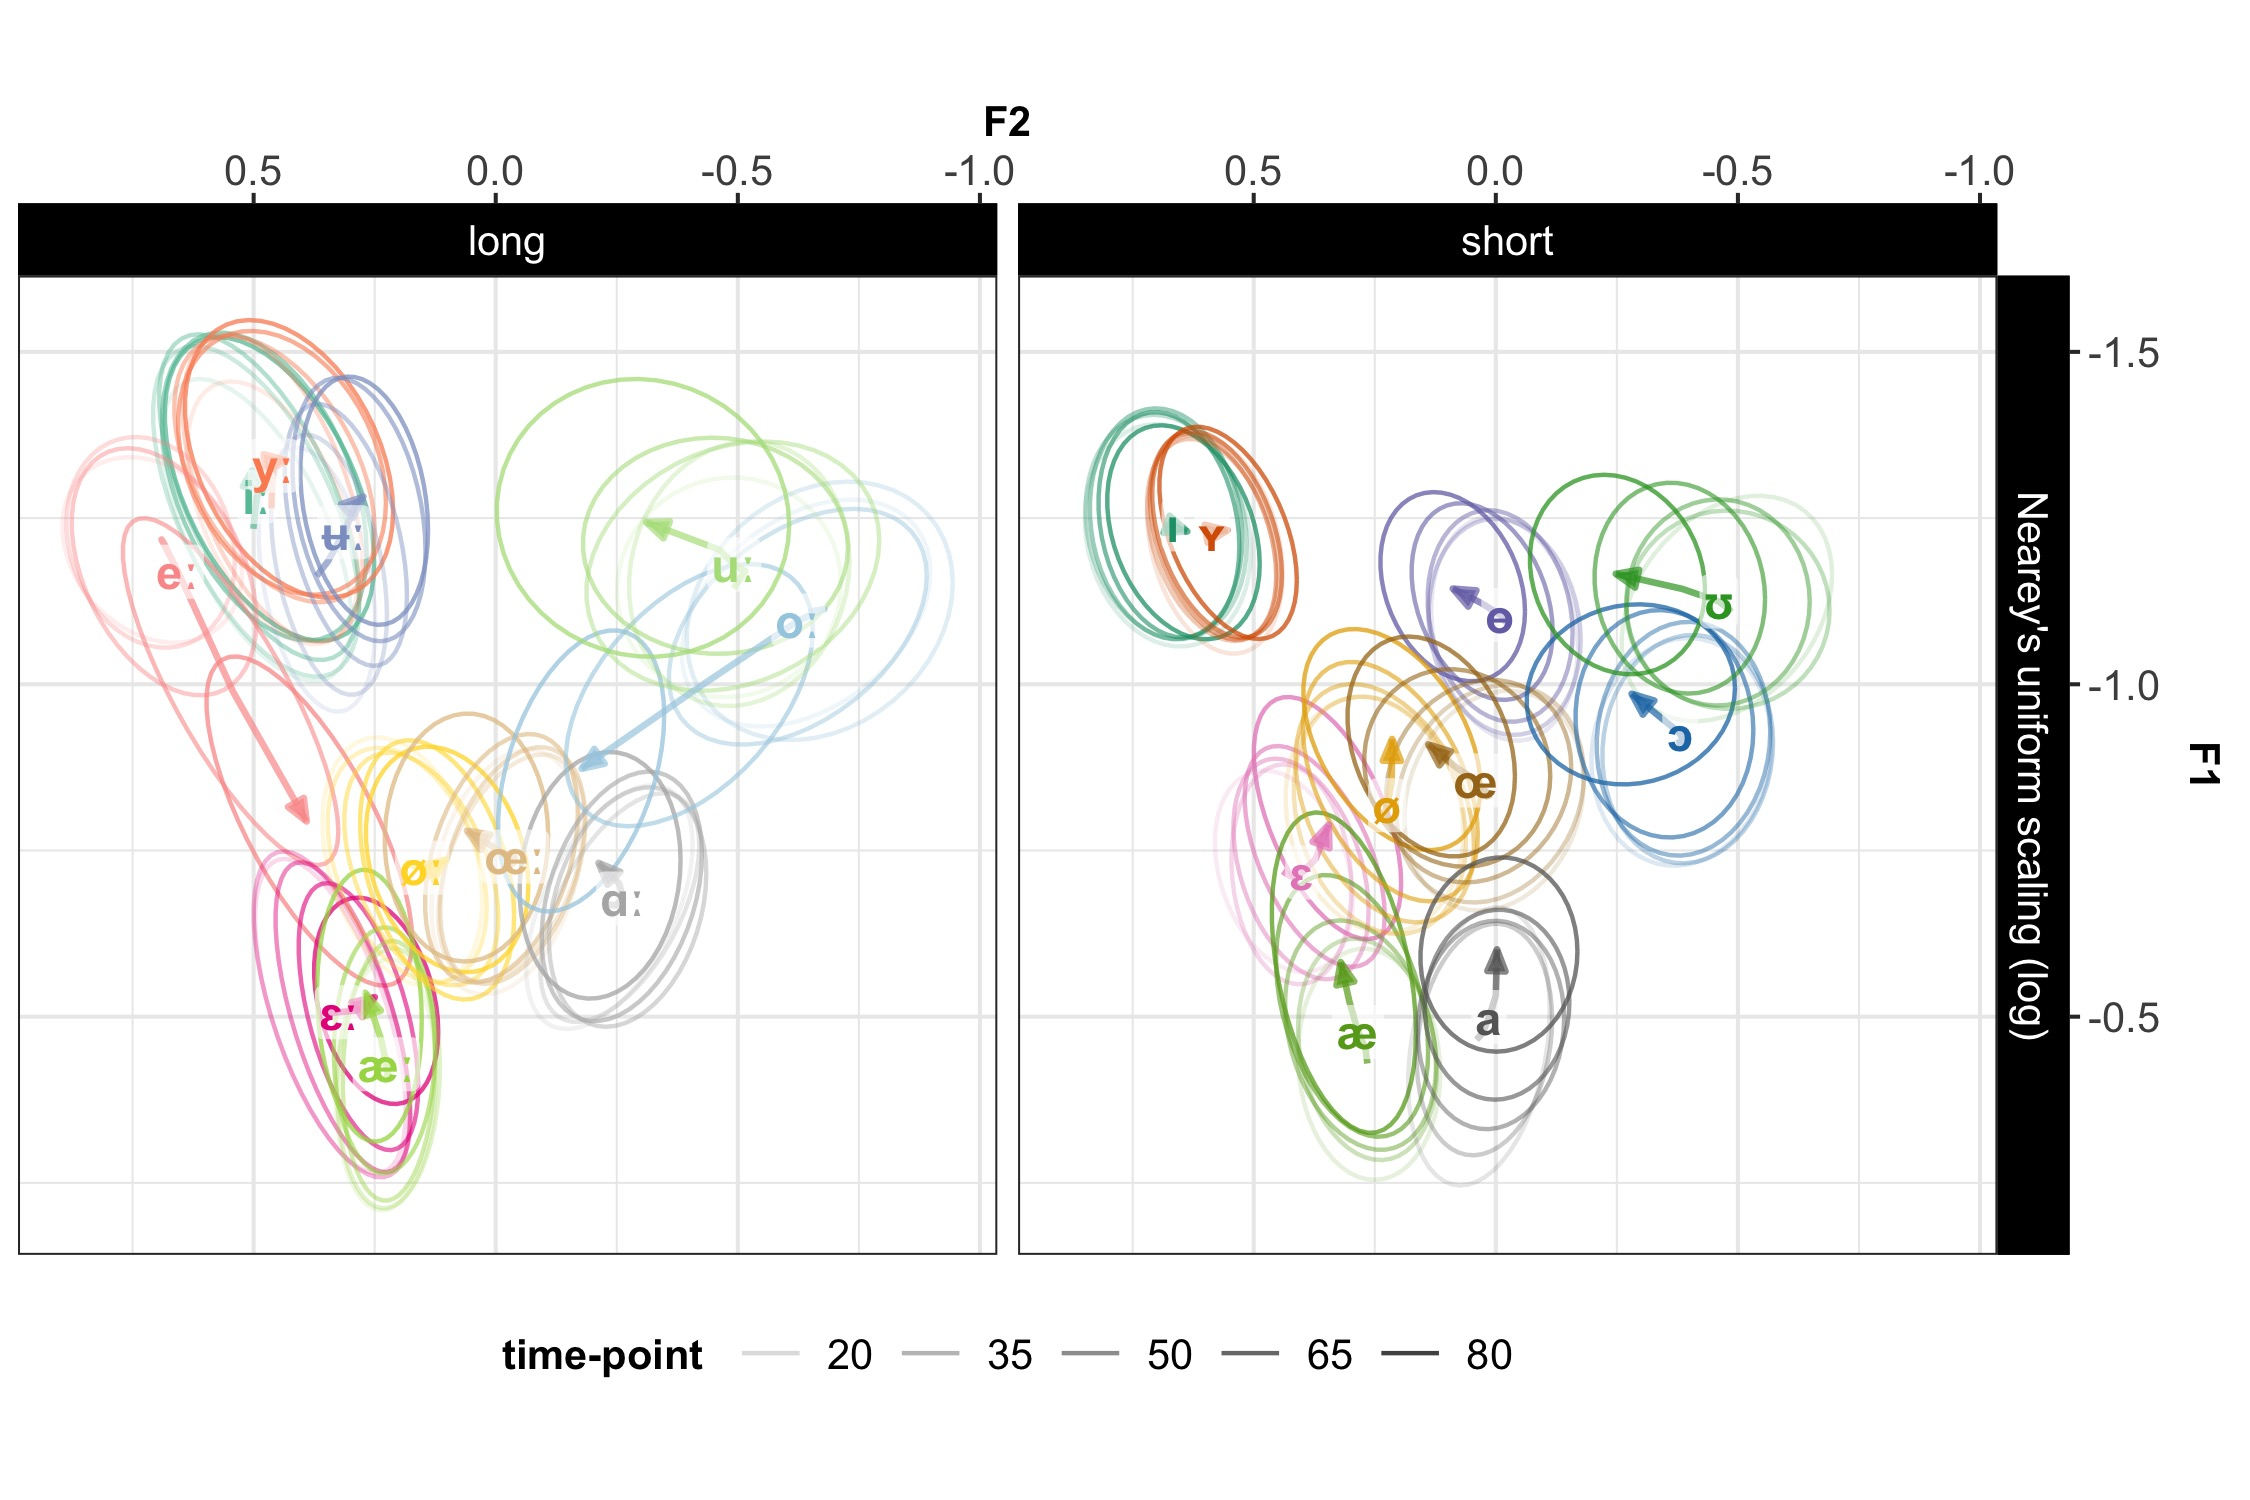 F2
0.5 0.0 -0.5 -1.0 0.5 0.0 -0.5 -1.0
long short
-1.5
-1.0
-0.5
Nearey's uniform scaling (log)
F1
iː
yː
ʉː
eː
uː
oː
øː
œː
ɑː
ɛː
æː
ɪ
ʏ
ɵ
ʊ
ɔ
ø
œ
ɛ
æ
a
time-point 20 35 50 65 80